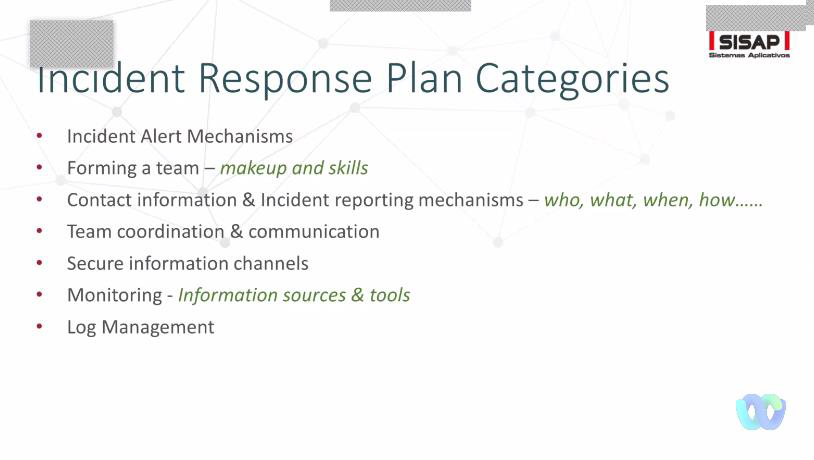 SISAP
Sistemas Aplicativos
Incident Response Plan Categories
• Incident Alert Mechanisms
• Forming a team – makeup and skills
• Contact information & Incident reporting mechanisms – who, what, when, how……
• Team coordination & communication
• Secure information channels
• Monitoring - Information sources & tools
• Log Management